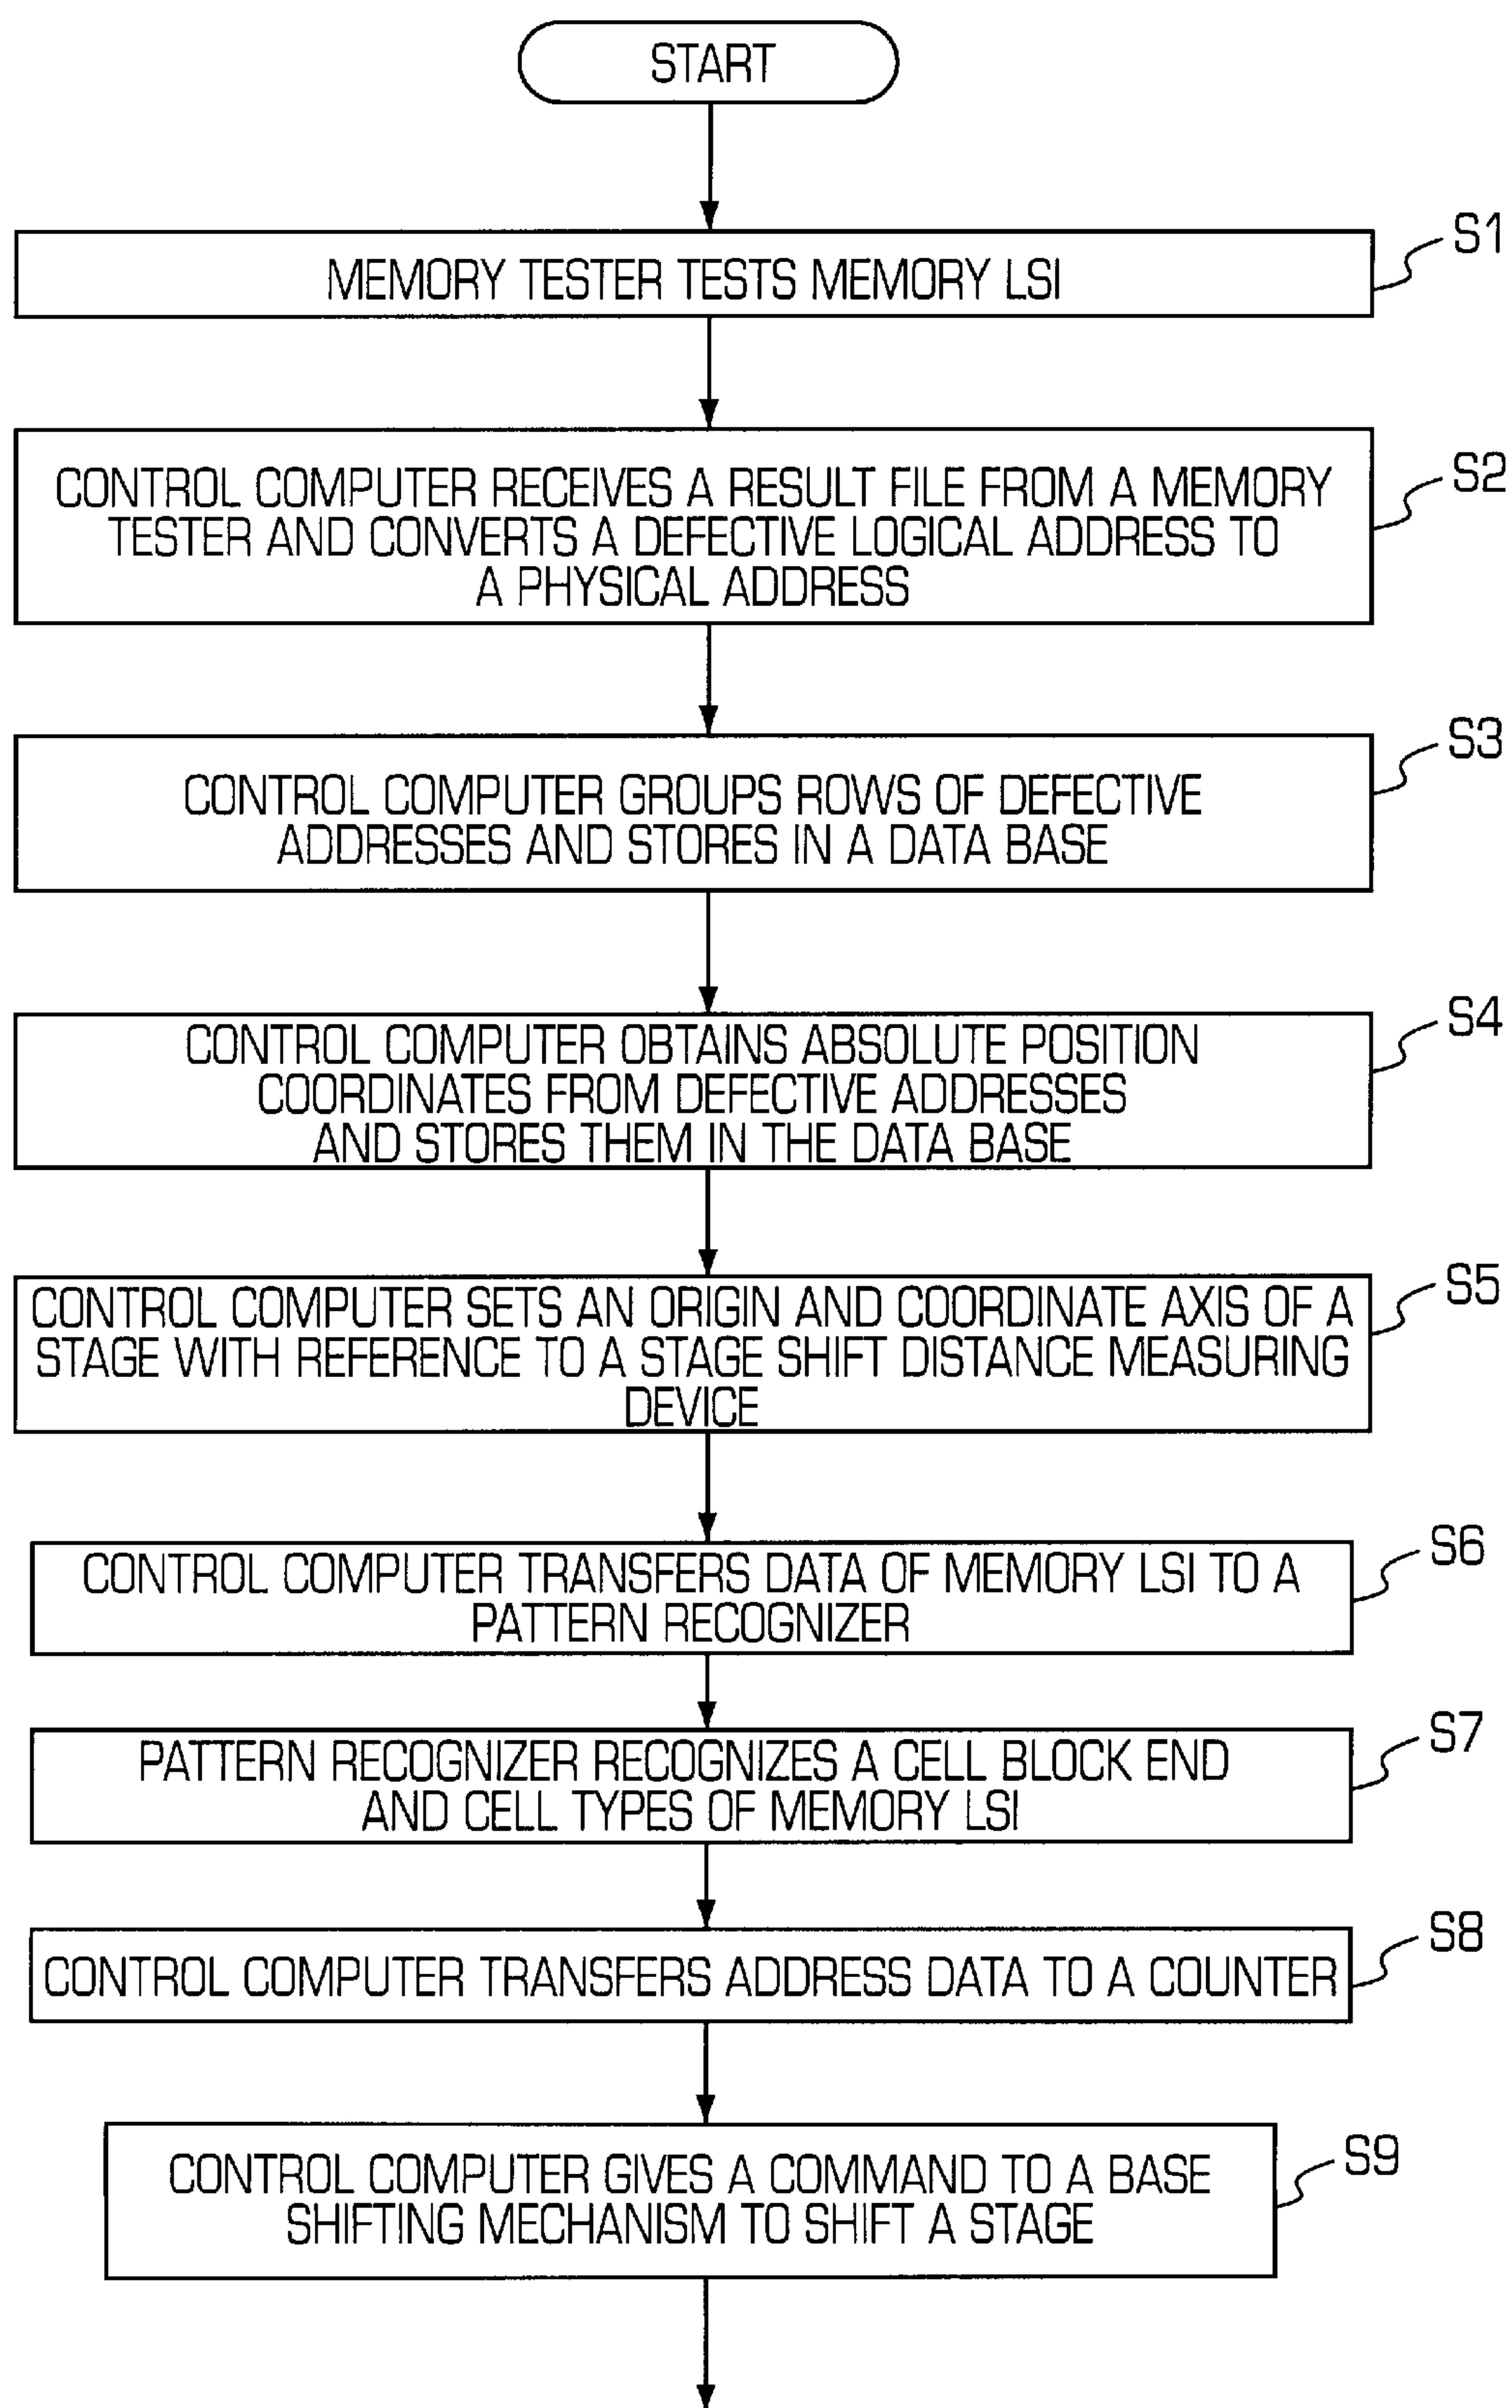 START
S1
MEMORY TESTER TESTS MEMORY LSI
S2
CONTROL COMPUTER RECEIVES A RESULT FILE FROM A MEMORY
TESTER AND CONVERTS A DEFECTIVE LOGICAL ADDRESS TO
A PHYSICAL ADDRESS
S3
CONTROL COMPUTER GROUPS ROWS OF DEFECTIVE
ADDRESSES AND STORES IN A DATA BASE
S4
CONTROL COMPUTER OBTAINS ABSOLUTE POSITION
COORDINATES FROM DEFECTIVE ADDRESSES
AND STORES THEM IN THE DATA BASE
S5
CONTROL COMPUTER SETS AN ORIGIN AND COORDINATE AXIS OF A
STAGE WITH REFERENCE TO A STAGE SHIFT DISTANCE MEASURING
DEVICE
S6
CONTROL COMPUTER TRANSFERS DATA OF MEMORY LSI TO A
PATTERN RECOGNIZER
S7
PATTERN RECOGNIZER RECOGNIZES A CELL BLOCK END
AND CELL TYPES OF MEMORY LSI
S8
CONTROL COMPUTER TRANSFERS ADDRESS DATA TO A COUNTER
S9
CONTROL COMPUTER GIVES A COMMAND TO A BASE
SHIFTING MECHANISM TO SHIFT A STAGE